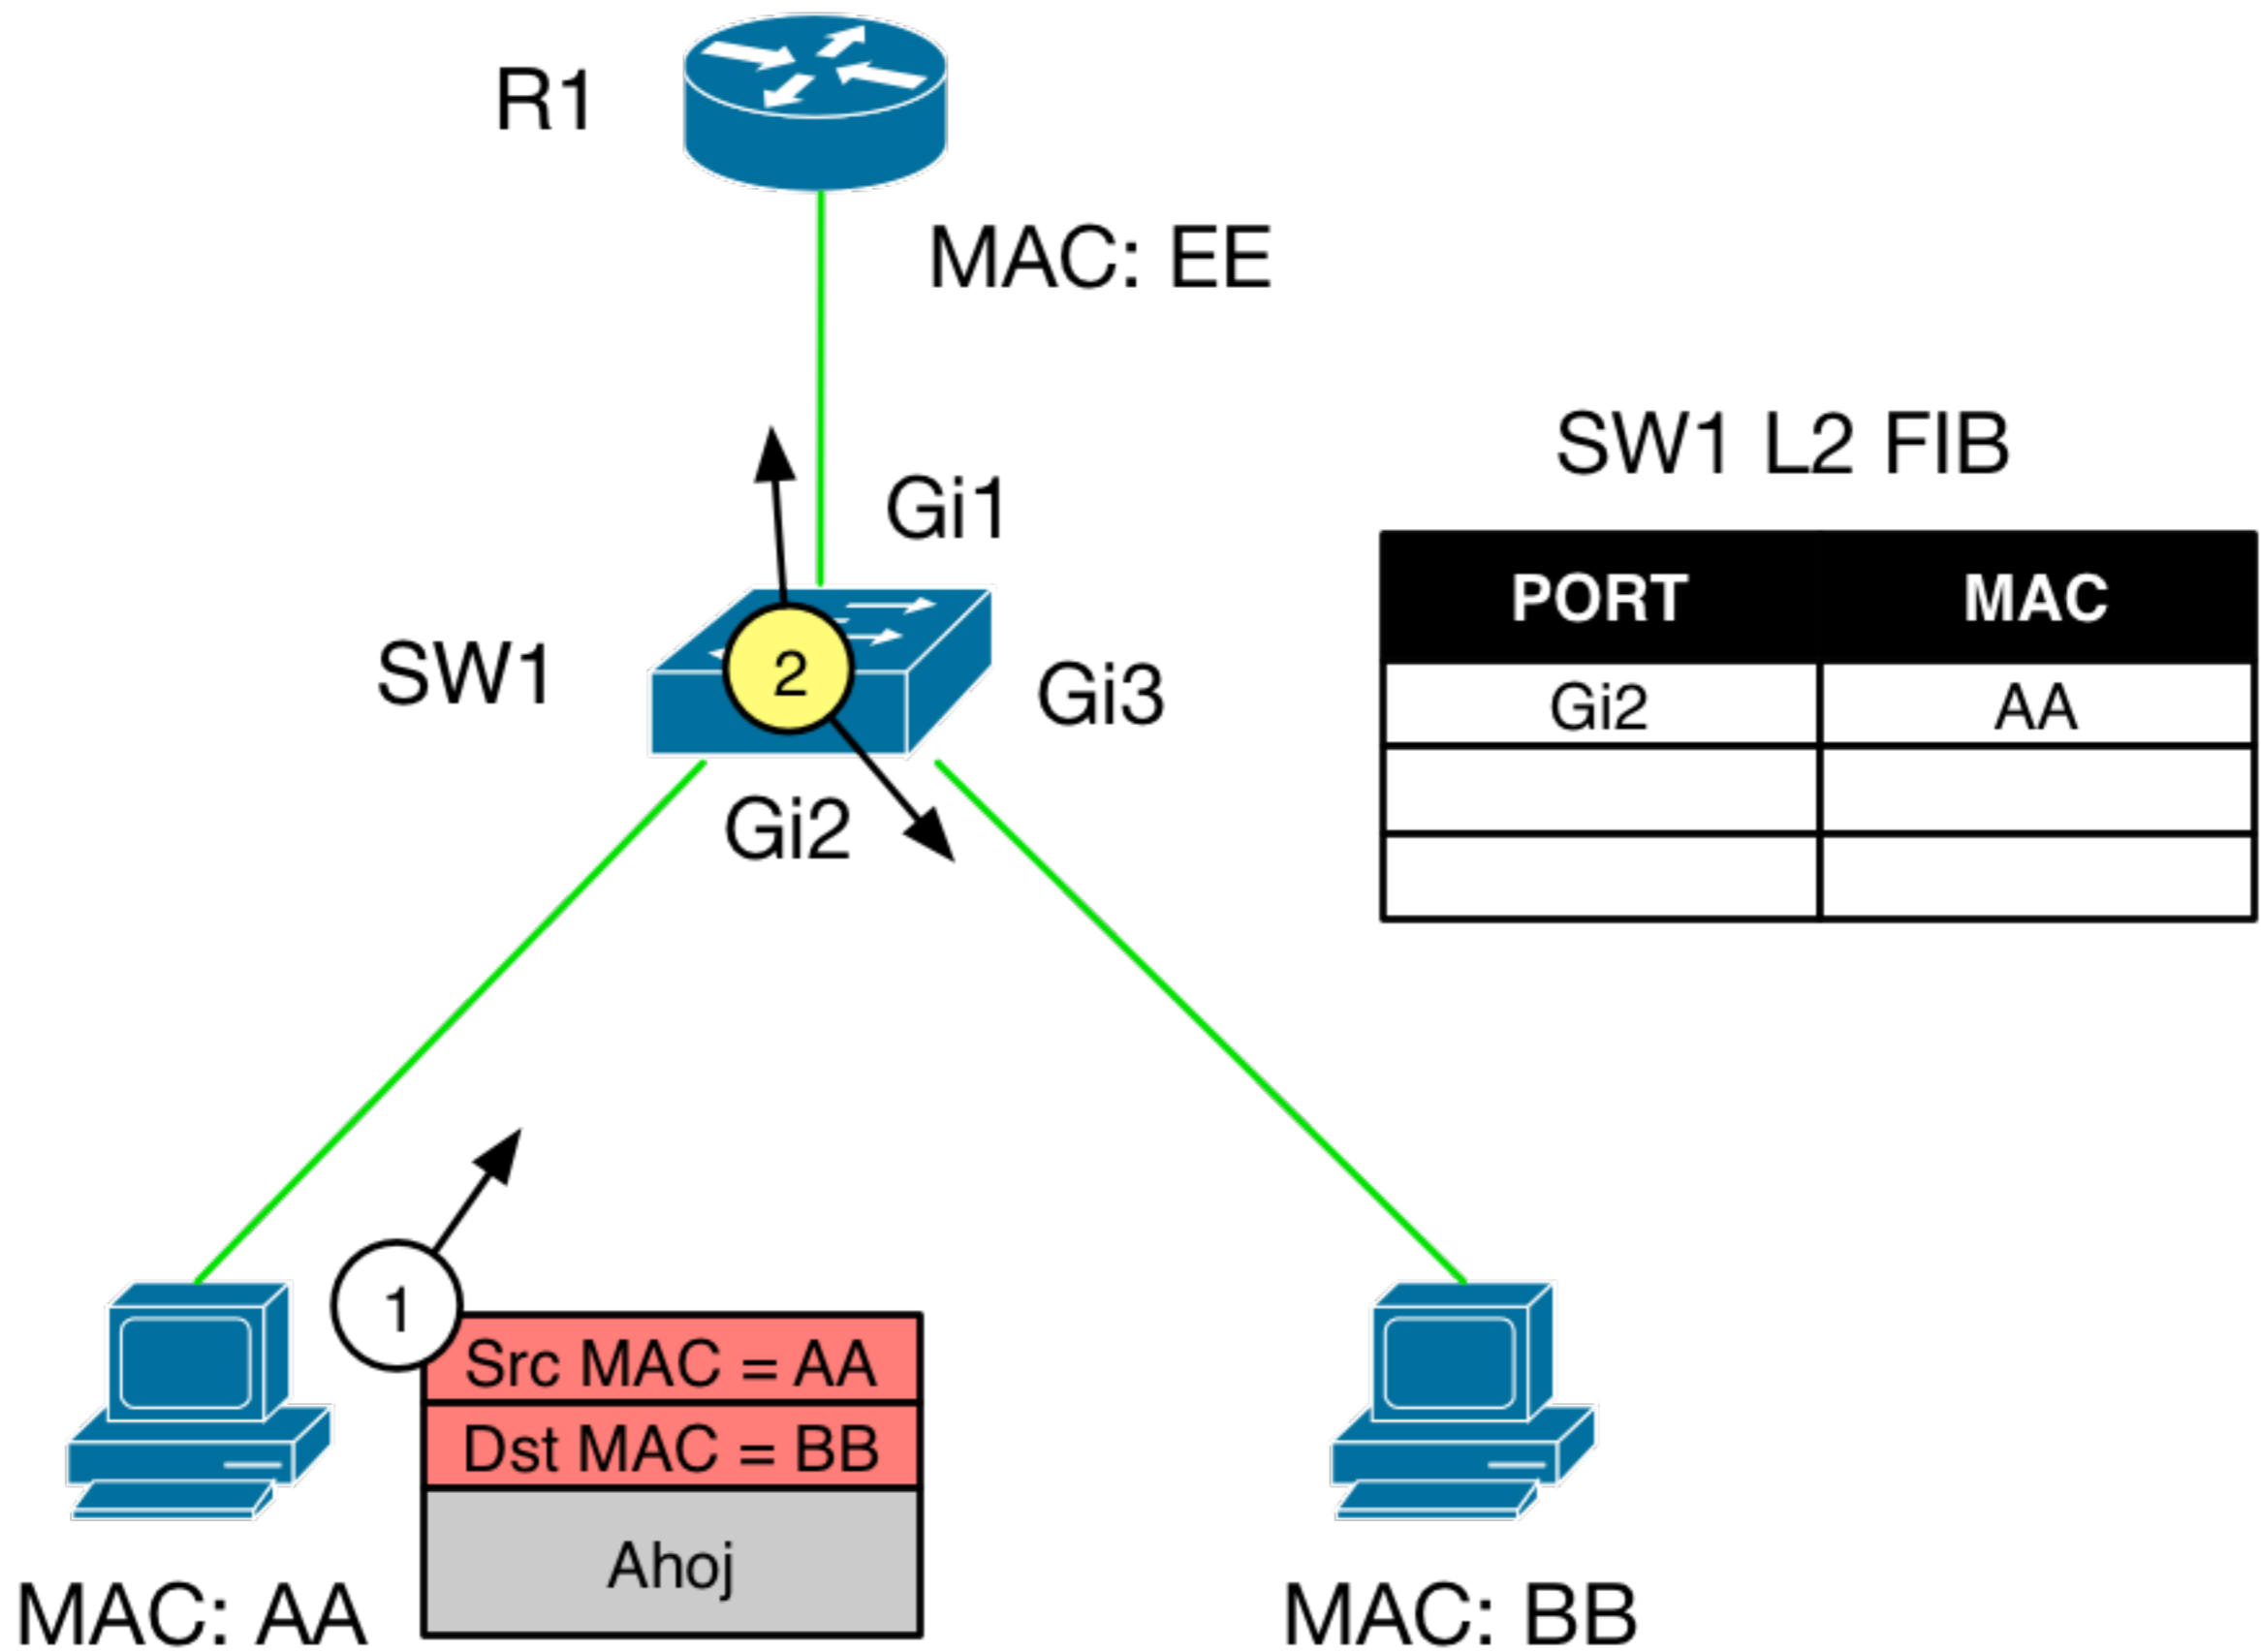 R1
MAC: EE
Gi1
SW1
2
Gi3
Gi2
SW1 L2 FIB
PORT MAC
Gi2 AA
1
Src MAC = AA
Dst MAC = BB
Ahoj
MAC: AA
MAC: BB